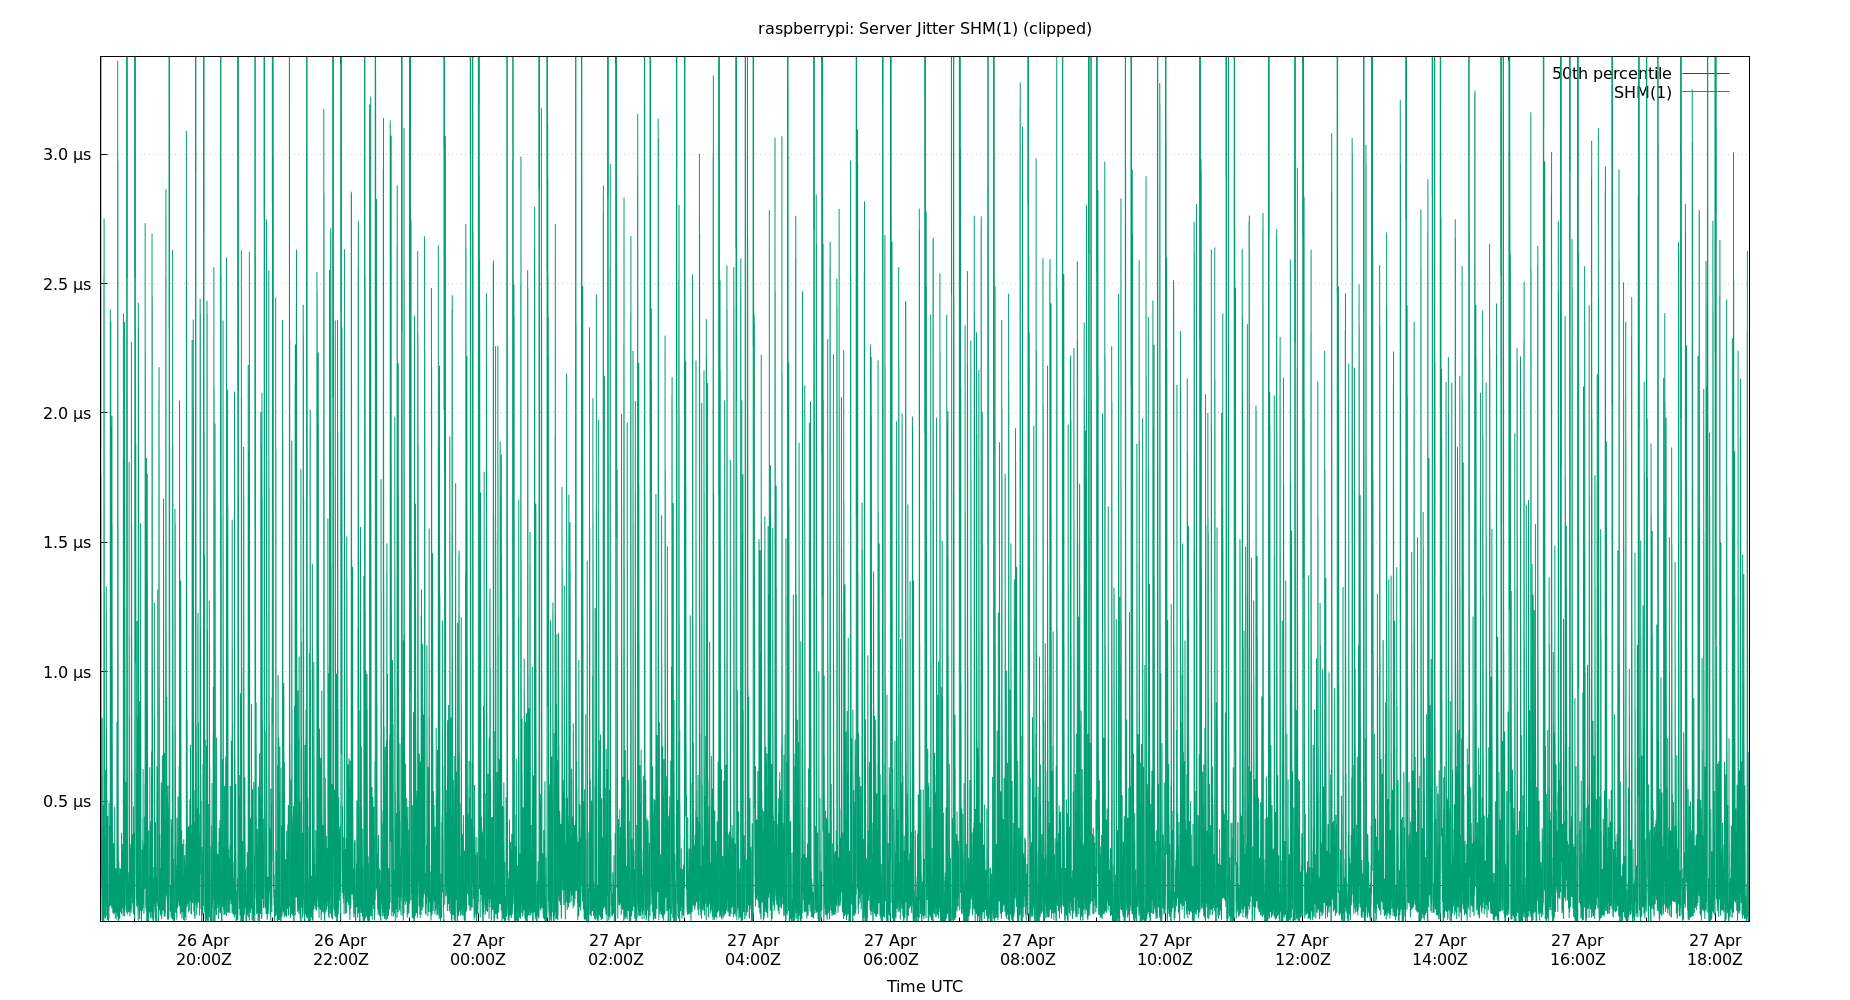 raspberrypi: Server Jitter SHM(1) (clipped)
50th percentile
SHM(1)
3.0 µs
2.5 µs
2.0 µs
1.5 µs
1.0 µs
0.5 µs
26 Apr 26 Apr 27 Apr 27 Apr 27 Apr 27 Apr 27 Apr 27 Apr 27 Apr 27 Apr 27 Apr 27 Apr
20:00Z 22:00Z 00:00Z 02:00Z 04:00Z 06:00Z 08:00Z 10:00Z 12:00Z 14:00Z 16:00Z 18:00Z
Time UTC